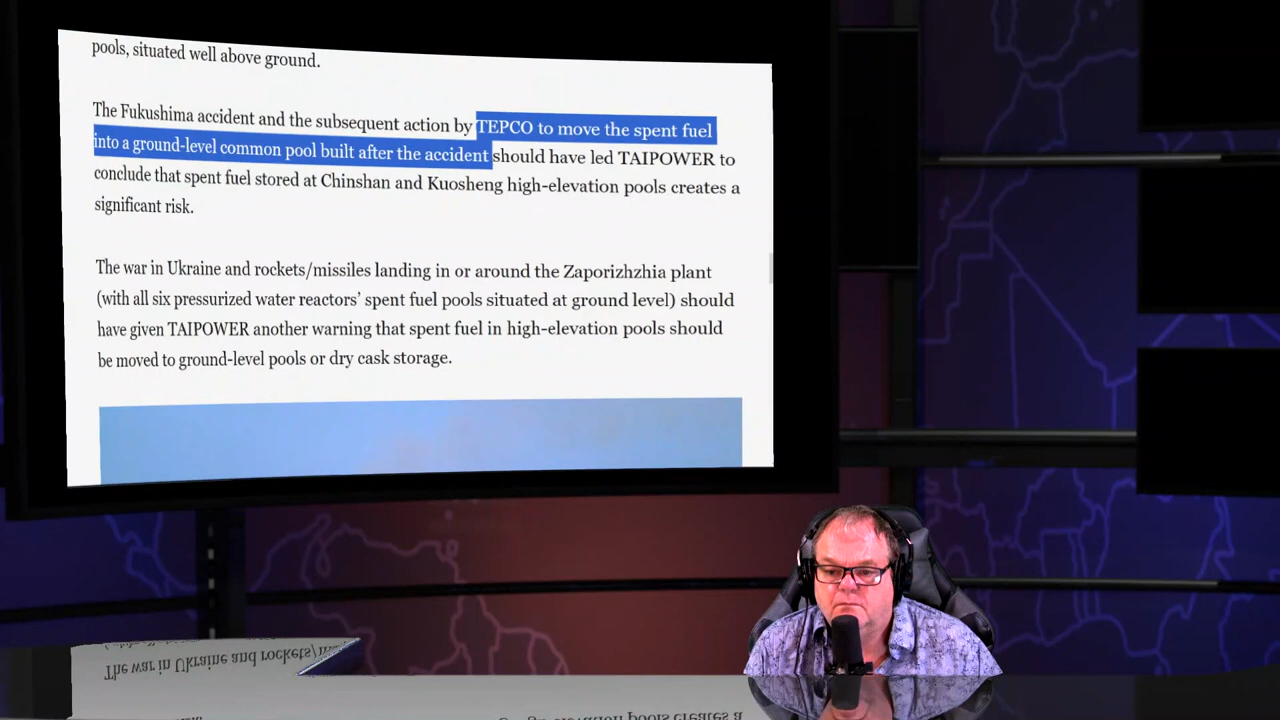 pools, situated well above ground.
The Fukushima accident and the subsequent action by TEPCO to move the spent fuel
into a ground-level common pool built after the accident should have led TAIPOWER to
conclude that spent fuel stored at Chinshan and Kuosheng high-elevation pools creates a
significant risk.
The war in Ukraine and rockets/missiles landing in or around the Zaporizhzhia plant
(with all six pressurized water reactors' spent fuel pools situated at ground level) should
have given TAIPOWER another warning that spent fuel in high-elevation pools should
be moved to ground-level pools or dry cask storage.